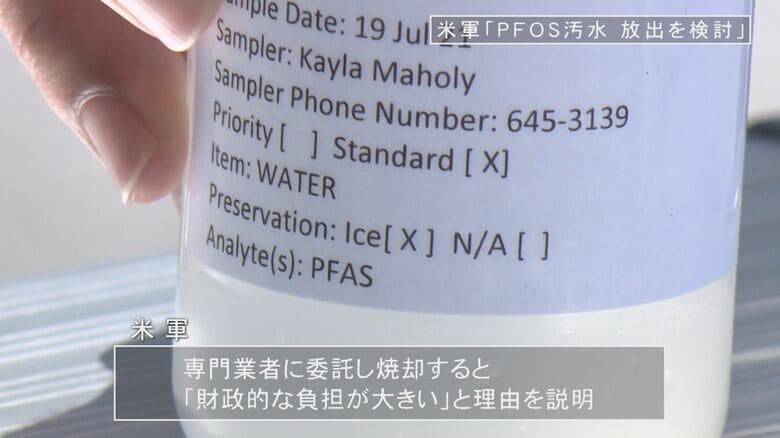 米軍「PFOS汚水 放出を検討」
Sample Date: 19 Jul 21
Sampler: Kayla Maholy
Sampler Phone Number: 645-3139
Priority [ ] Standard [ X]
Item: WATER
Preservation: Ice[ X ] N/A [ ]
Analyte(s): PFAS
米軍
専門業者に委託し焼却すると
「財政的な負担が大きい」と理由を説明